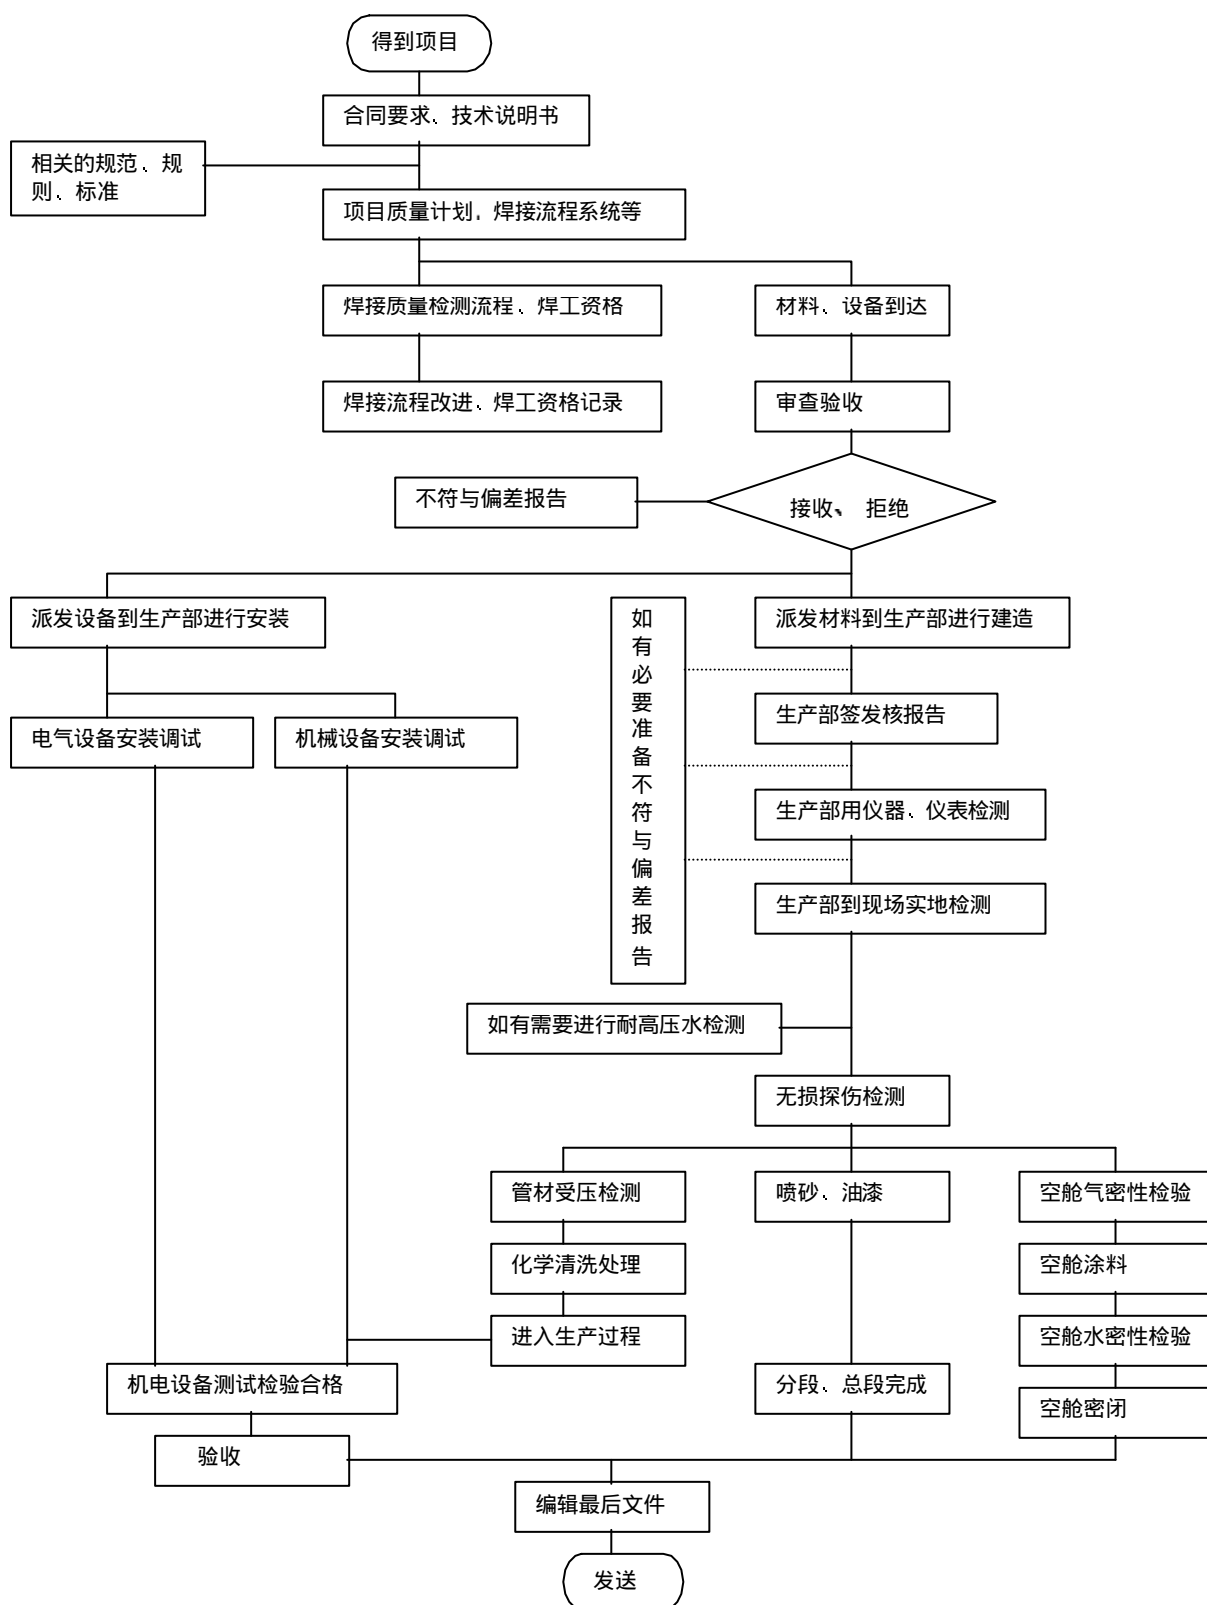 得到项目
合同要求、技术说明书
相关的规范、规
则、标准
项目质量计划，焊接流程系统等
焊接质量检测流程、焊工资格
材料、设备到达
焊接流程改进、焊工资格记录
审查验收
不符与偏差报告
接收、 拒绝
派发设备到生产部进行安装
如
有
必
要
准
备
不
符
与
偏
差
报
告
派发材料到生产部进行建造
电气设备安装调试
机械设备安装调试
生产部签发核报告
生产部用仪器、仪表检测
生产部到现场实地检测
如有需要进行耐高压水检测
无损探伤检测
管材受压检测
喷砂、油漆
空舱气密性检验
化学清洗处理
空舱涂料
进入生产过程
空舱水密性检验
机电设备测试检验合格
分段、总段完成
空舱密闭
验收
编辑最后文件
发送